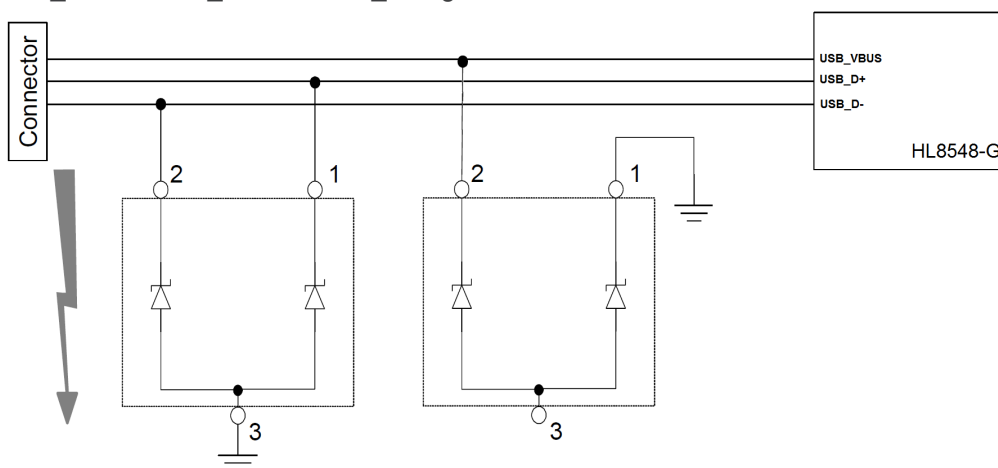 Connector
USB_VBUS
USB_D+
USB_D-
HL8548-G
2
1
2
1
3
3